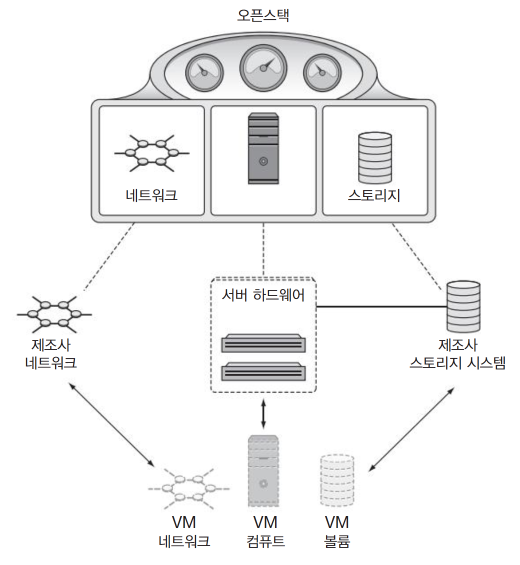 오픈스택
네트워크
스토리지
서버 하드웨어
제조사
네트워크
제조사
스토리지 시스템
VM
네트워크
VM
컴퓨트
VM
볼륨